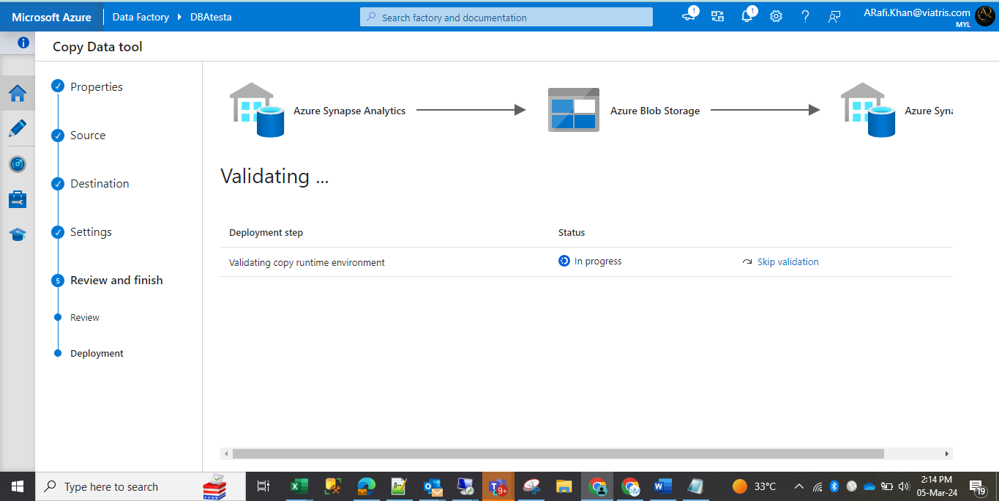 Microsoft Azure
Data Factory
DBAtesta
Search factory and documentation
1
1
ARafi.Khan@viatris.com
MYL
Copy Data tool
Properties
Source
Destination
Settings
5
Review and finish
Review
Deployment
Azure Synapse Analytics
Azure Blob Storage
Azure Syna
Validating ...
Deployment step
Status
Validating copy runtime environment
In progress
Skip validation
Type here to search
9+
33°C
2:14 PM
05-Mar-24
19